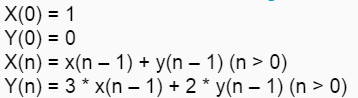 X(0) = 1
Y(0) = 0
X(n) = x(n – 1) + y(n – 1) (n > 0)
Y(n) = 3 * x(n – 1) + 2 * y(n – 1) (n > 0)